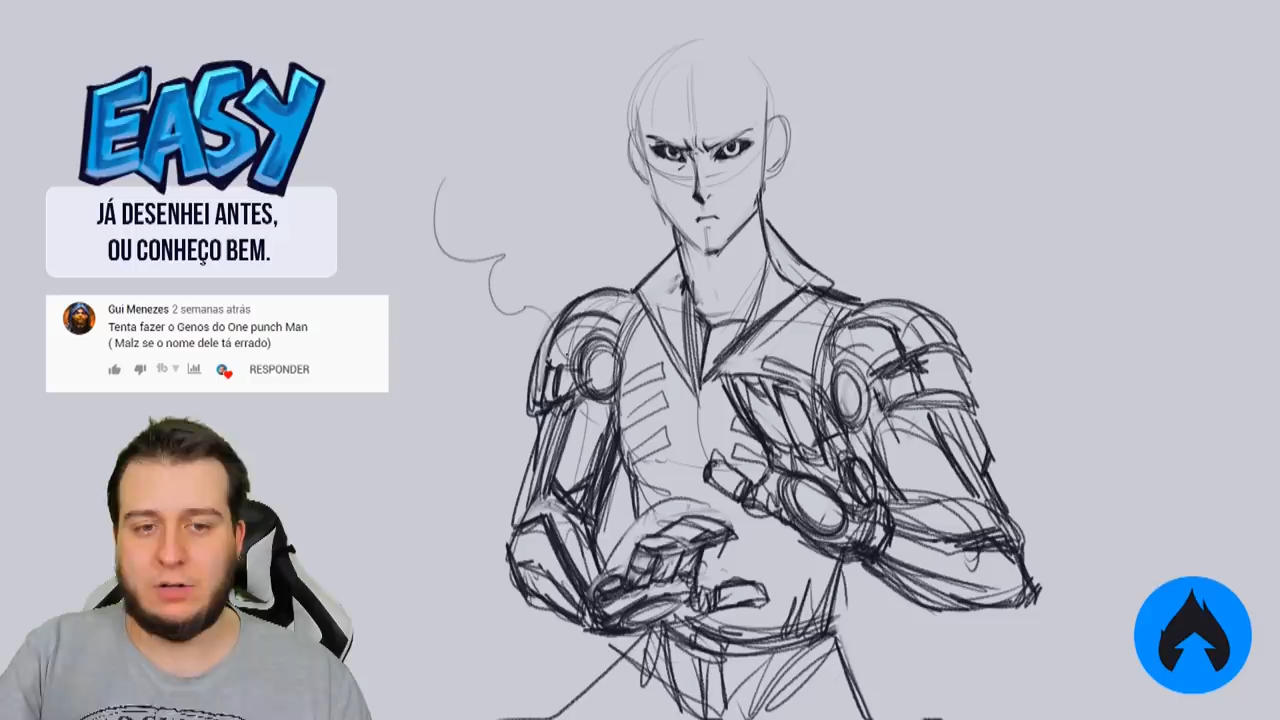 EASY
JÁ DESENHEI ANTES,
OU CONHEÇO BEM.
Gui Menezes 2 semanas atrás
Tenta fazer o Genos do One punch Man
( Malz se o nome dele tá errado)
RESPONDER